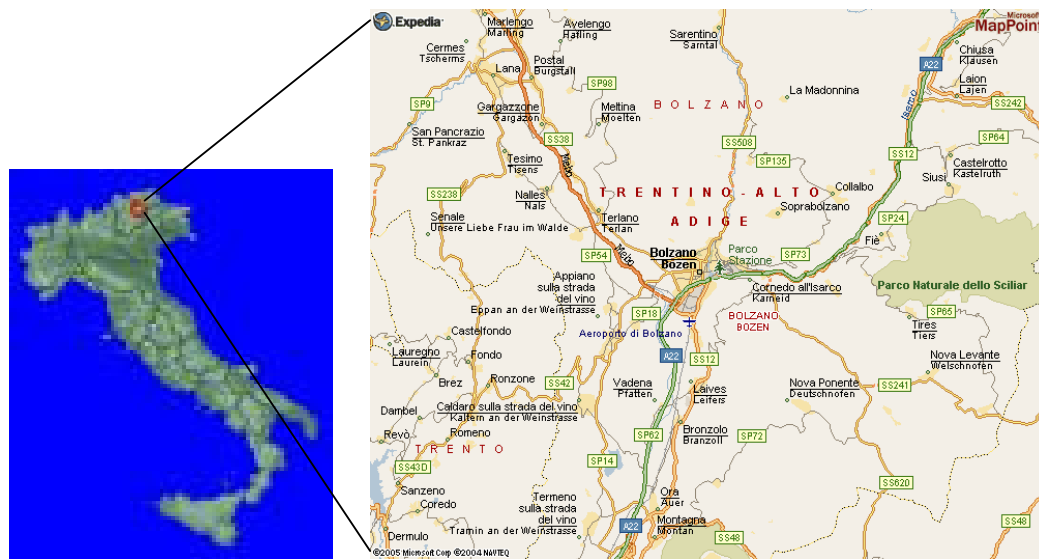 Expedia
Microsoft
MapPoint
Marlengo
Marling
Avelengo
Hafling
Sarentino
Sarntal
Chiusa
Klausen
Cermes
Tscherms
Postal
Burgstall
Lana
A22
Laion
Lajen
SP98
La Madonnina
SP9
Gargazzone
Gargazon
Meltina
Moelten
BOLZANO
Isarco
SS242
San Pancrazio
St. Pankraz
SS38
SS508
SP64
Mebo
SS12
Tesimo
Tisens
SP135
Castelrotto
Kastelruth
Siusi
SS238
Nalles
Nals
TRENTINO-ALTO
ADIGE
Collalbo
Soprabolzano
Senale
Unsere Liebe Frau im Walde
Terlano
Terlan
SP24
Fiè
Mebo
SP54
Bolzano
Bozen
Parco
Stazione
SP73
Appiano
sulla strada
del vino
Eppan an der Weinstrasse
Cornedo all'Isarco
Karneid
Parco Naturale dello Sciliar
SP18
BOLZANO
BOZEN
SP65
Tires
Tiers
Aeroporto di Bolzano
Castelfondo
Lauregno
Laurein
Fondo
A22
SS12
Nova Levante
Welschnofen
Brez
Ronzone
SS42
Vadena
Pfatten
Laives
Leifers
Nova Ponente
Deutschnofen
SS241
Caldaro sulla strada del vino
Kaltern an der Weinstrasse
Dambel
Revò
Romeno
Bronzolo
Branzoll
SP62
SP72
TRENTO
SP14
SS43D
SS620
Sanzeno
Coredo
Ora
Auer
Termeno
sulla strada
del vino
Tramin an der Weinstrasse
A22
Montagna
Montan
SS48
SS48
Dermulo
©2005 Microsoft Corp ©2004 NAVTEQ